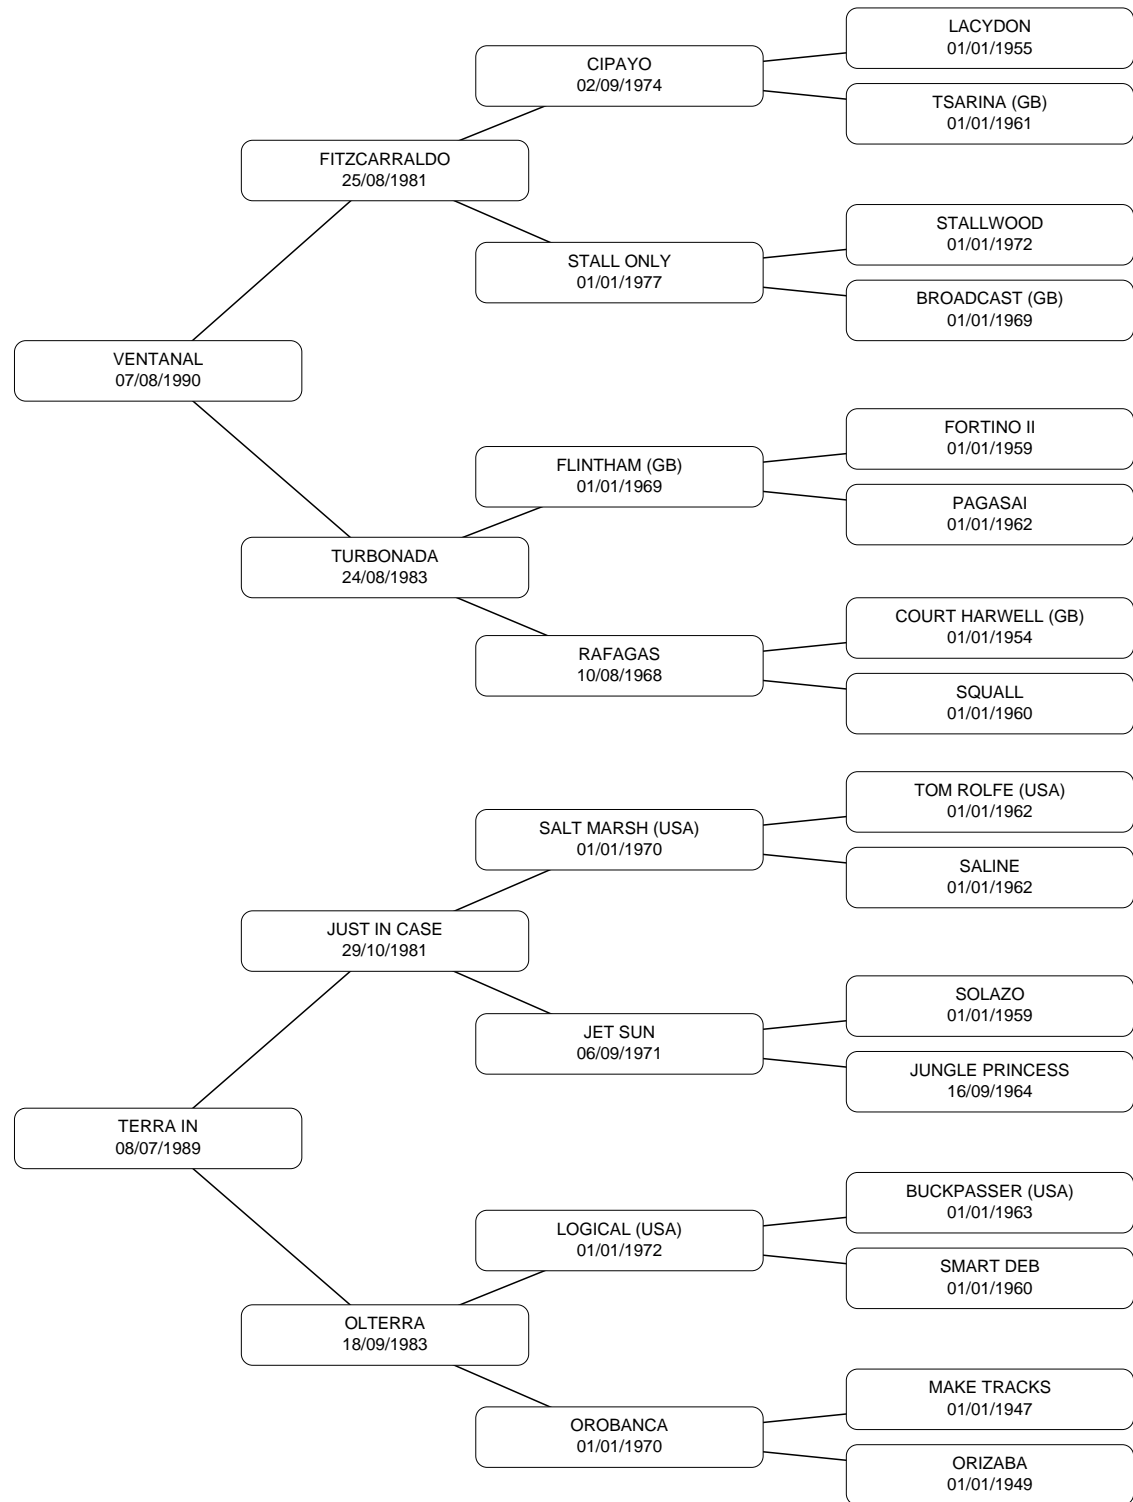 LACYDON
01/01/1955
CIPAYO
02/09/1974
TSARINA (GB)
01/01/1961
FITZCARRALDO
25/08/1981
STALLWOOD
01/01/1972
STALL ONLY
01/01/1977
BROADCAST (GB)
01/01/1969
VENTANAL
07/08/1990
FORTINO II
01/01/1959
FLINTHAM (GB)
01/01/1969
PAGASAI
01/01/1962
TURBONADA
24/08/1983
COURT HARWELL (GB)
01/01/1954
RAFAGAS
10/08/1968
SQUALL
01/01/1960
TOM ROLFE (USA)
01/01/1962
SALT MARSH (USA)
01/01/1970
SALINE
01/01/1962
JUST IN CASE
29/10/1981
SOLAZO
01/01/1959
JET SUN
06/09/1971
JUNGLE PRINCESS
16/09/1964
TERRA IN
08/07/1989
BUCKPASSER (USA)
01/01/1963
LOGICAL (USA)
01/01/1972
SMART DEB
01/01/1960
OLTERRA
18/09/1983
MAKE TRACKS
01/01/1947
OROBANCA
01/01/1970
ORIZABA
01/01/1949